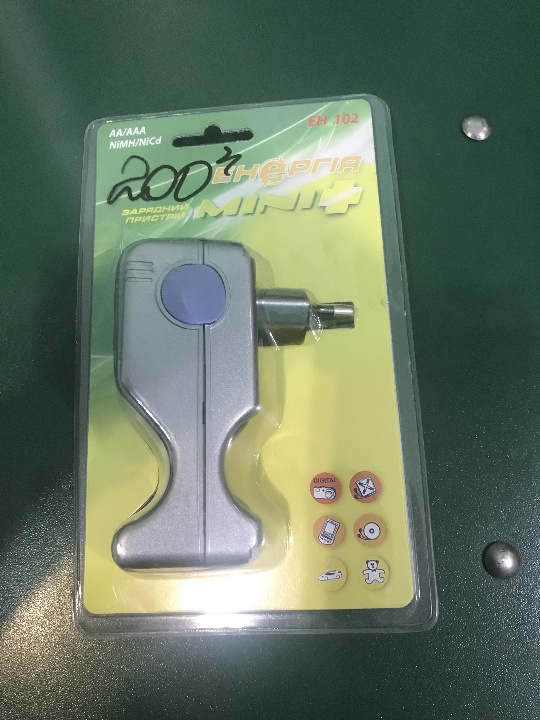 AA/AAA
NiMH/NiCd
EH 102
200 з
ЕНЕРГІЯ
MINI+
ЗАРЯДНИЙ
ПРИСТРІЙ
DIGITAL